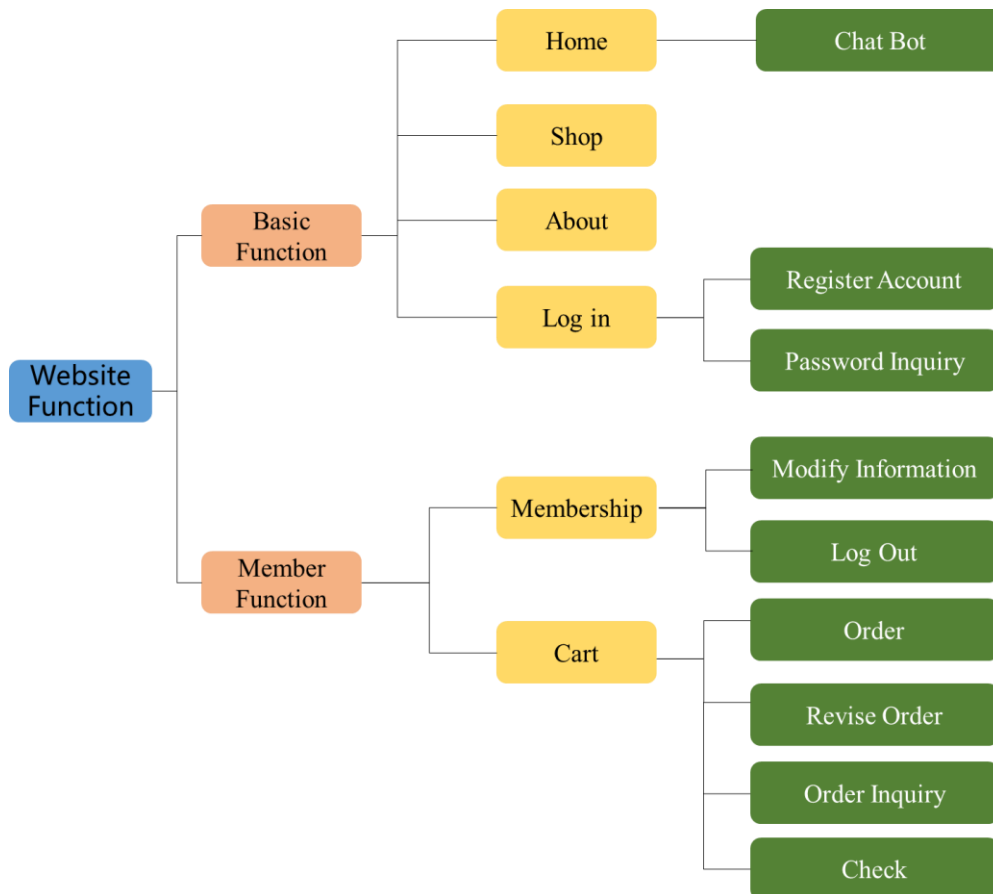 Home
Chat Bot
Shop
Basic
Function
About
Log in
Register Account
Password Inquiry
Website
Function
Membership
Modify Information
Log Out
Member
Function
Cart
Order
Revise Order
Order Inquiry
Check